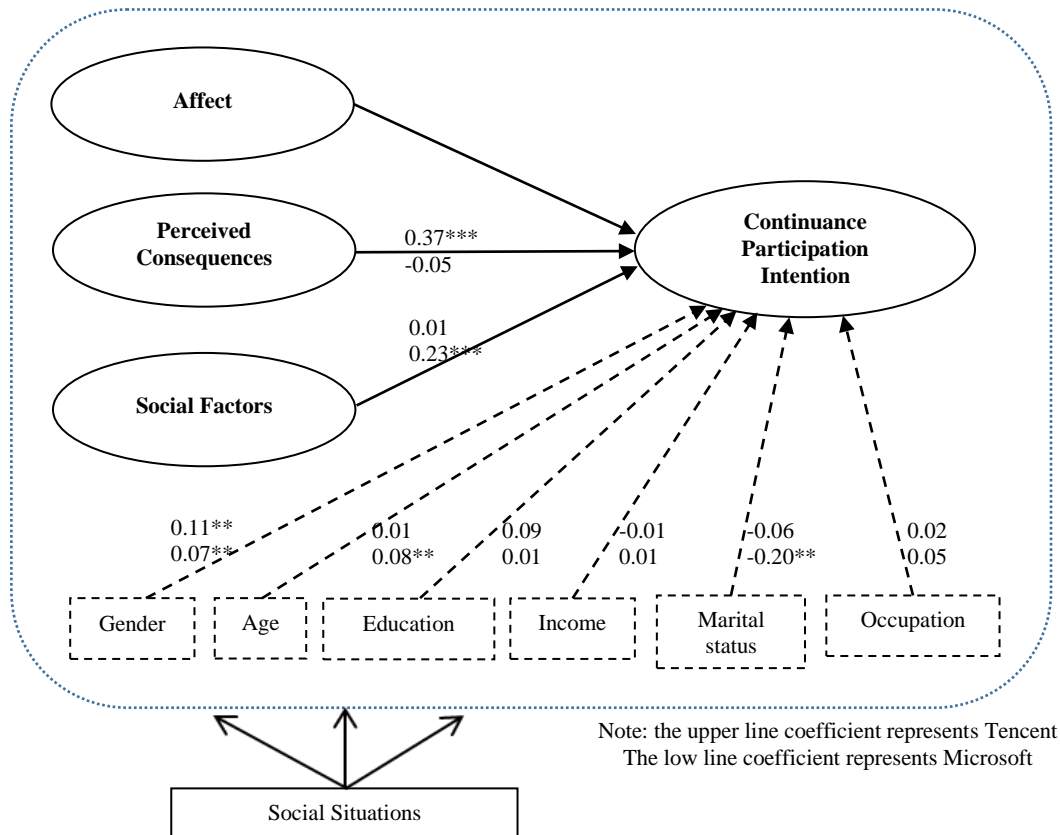 Affect
Perceived
Consequences
0.37***
-0.05
Continuance
Participation
Intention
0.01
0.23***
Social Factors
0.11**
0.07**
0.01
0.08**
0.09
0.01
-0.01
0.01
-0.06
-0.20**
0.02
0.05
Gender
Age
Education
Income
Marital
status
Occupation
Note: the upper line coefficient represents Tencent
The low line coefficient represents Microsoft
Social Situations